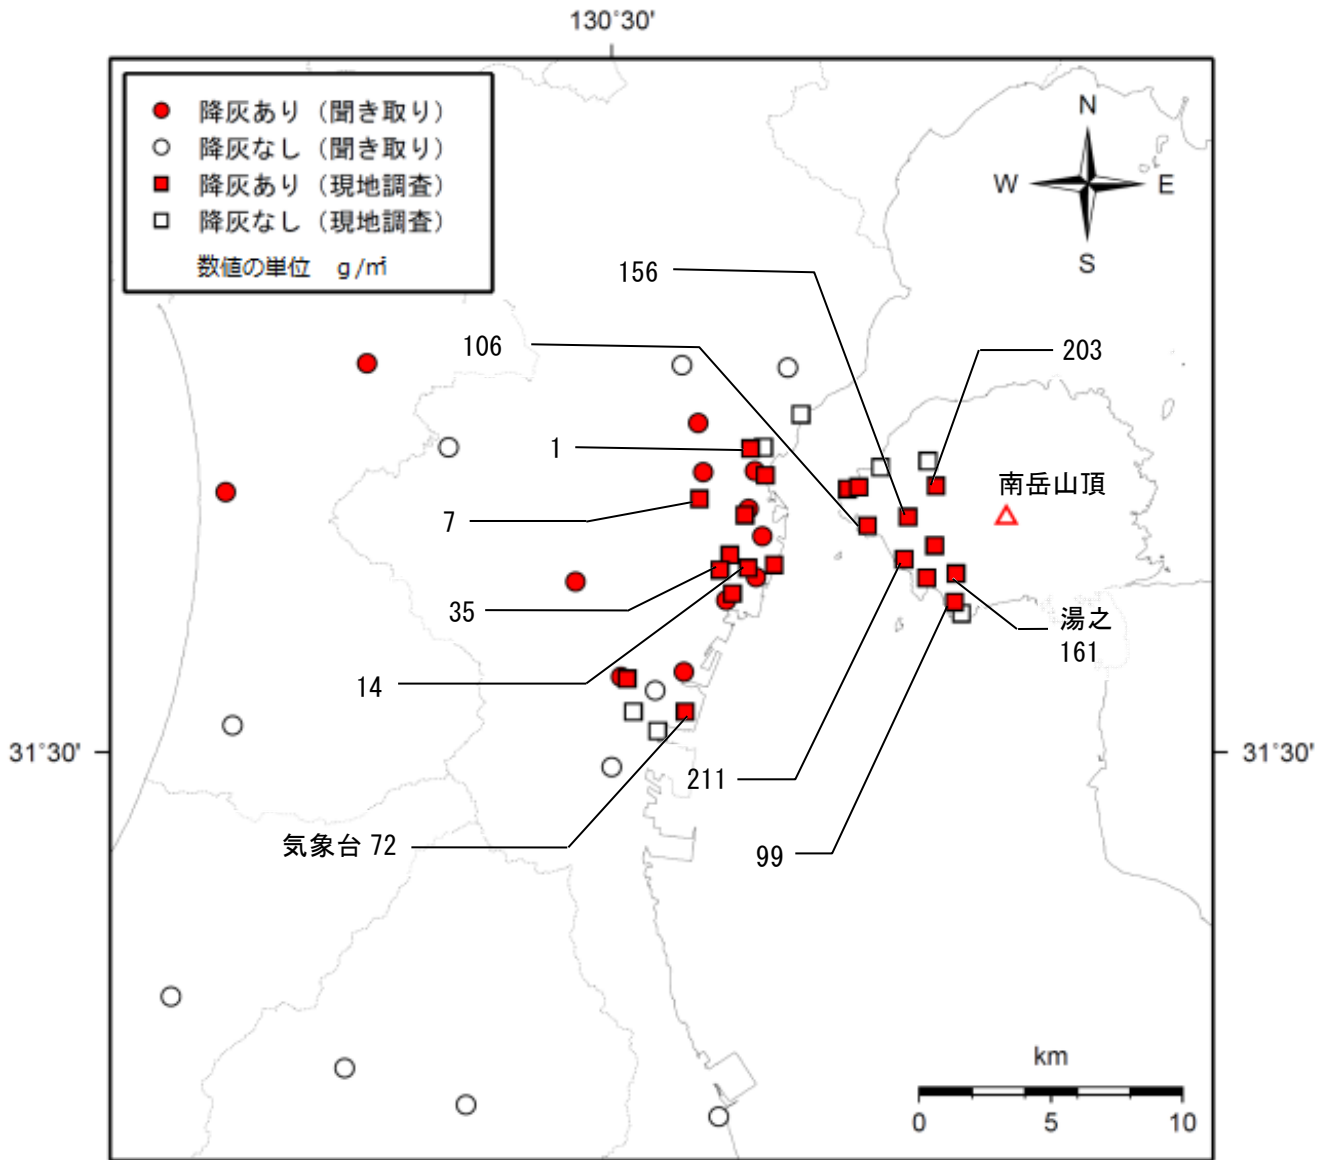 130˚30'
降灰あり（聞き取り）
降灰なし（聞き取り）
降灰あり（現地調査）
降灰なし（現地調査）
数値の単位　g/㎡
N
W
E
S
156
106
203
1
南岳山頂
7
35
湯之
161
14
31˚30'
31˚30'
211
気象台 72
99
km
0
5
10